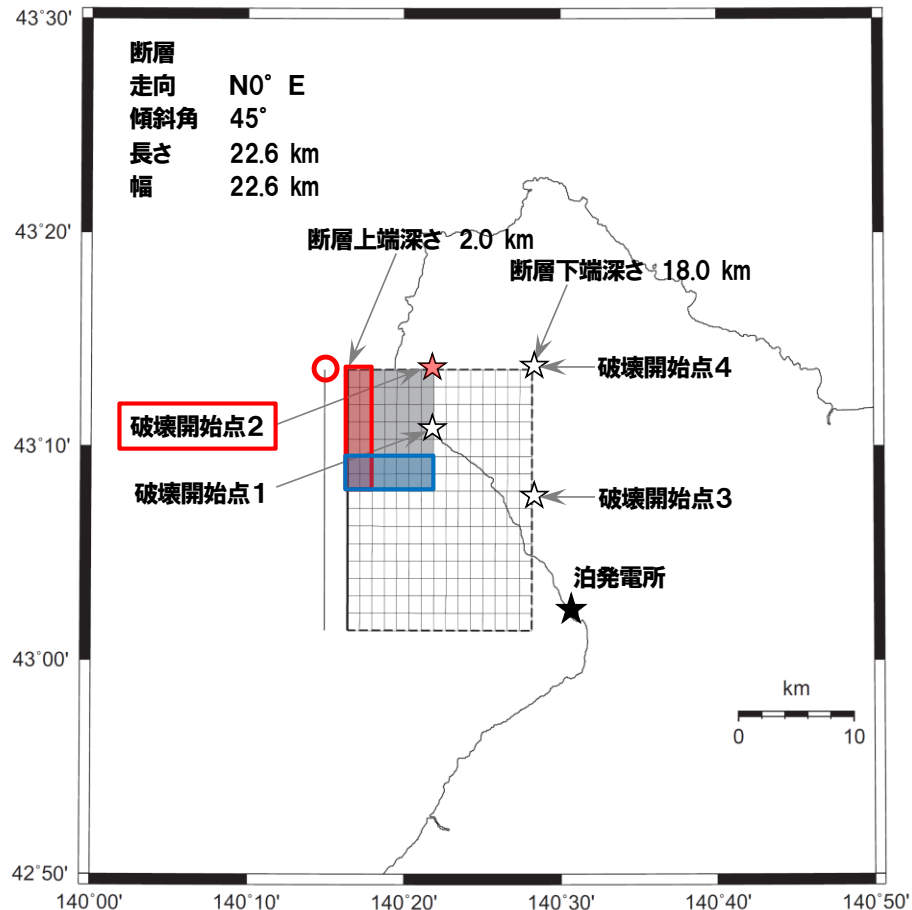 43°30'
断層
走向 N0° E
傾斜角 45°
長さ 22.6 km
幅 22.6 km
43°20'
断層上端深さ 2.0 km
断層下端深さ 18.0 km
破壊開始点4
破壊開始点2
43°10'
破壊開始点1
破壊開始点3
泊発電所
43°00'
km
0 10
42°50'
140°00' 140°10' 140°20' 140°30' 140°40' 140°50'